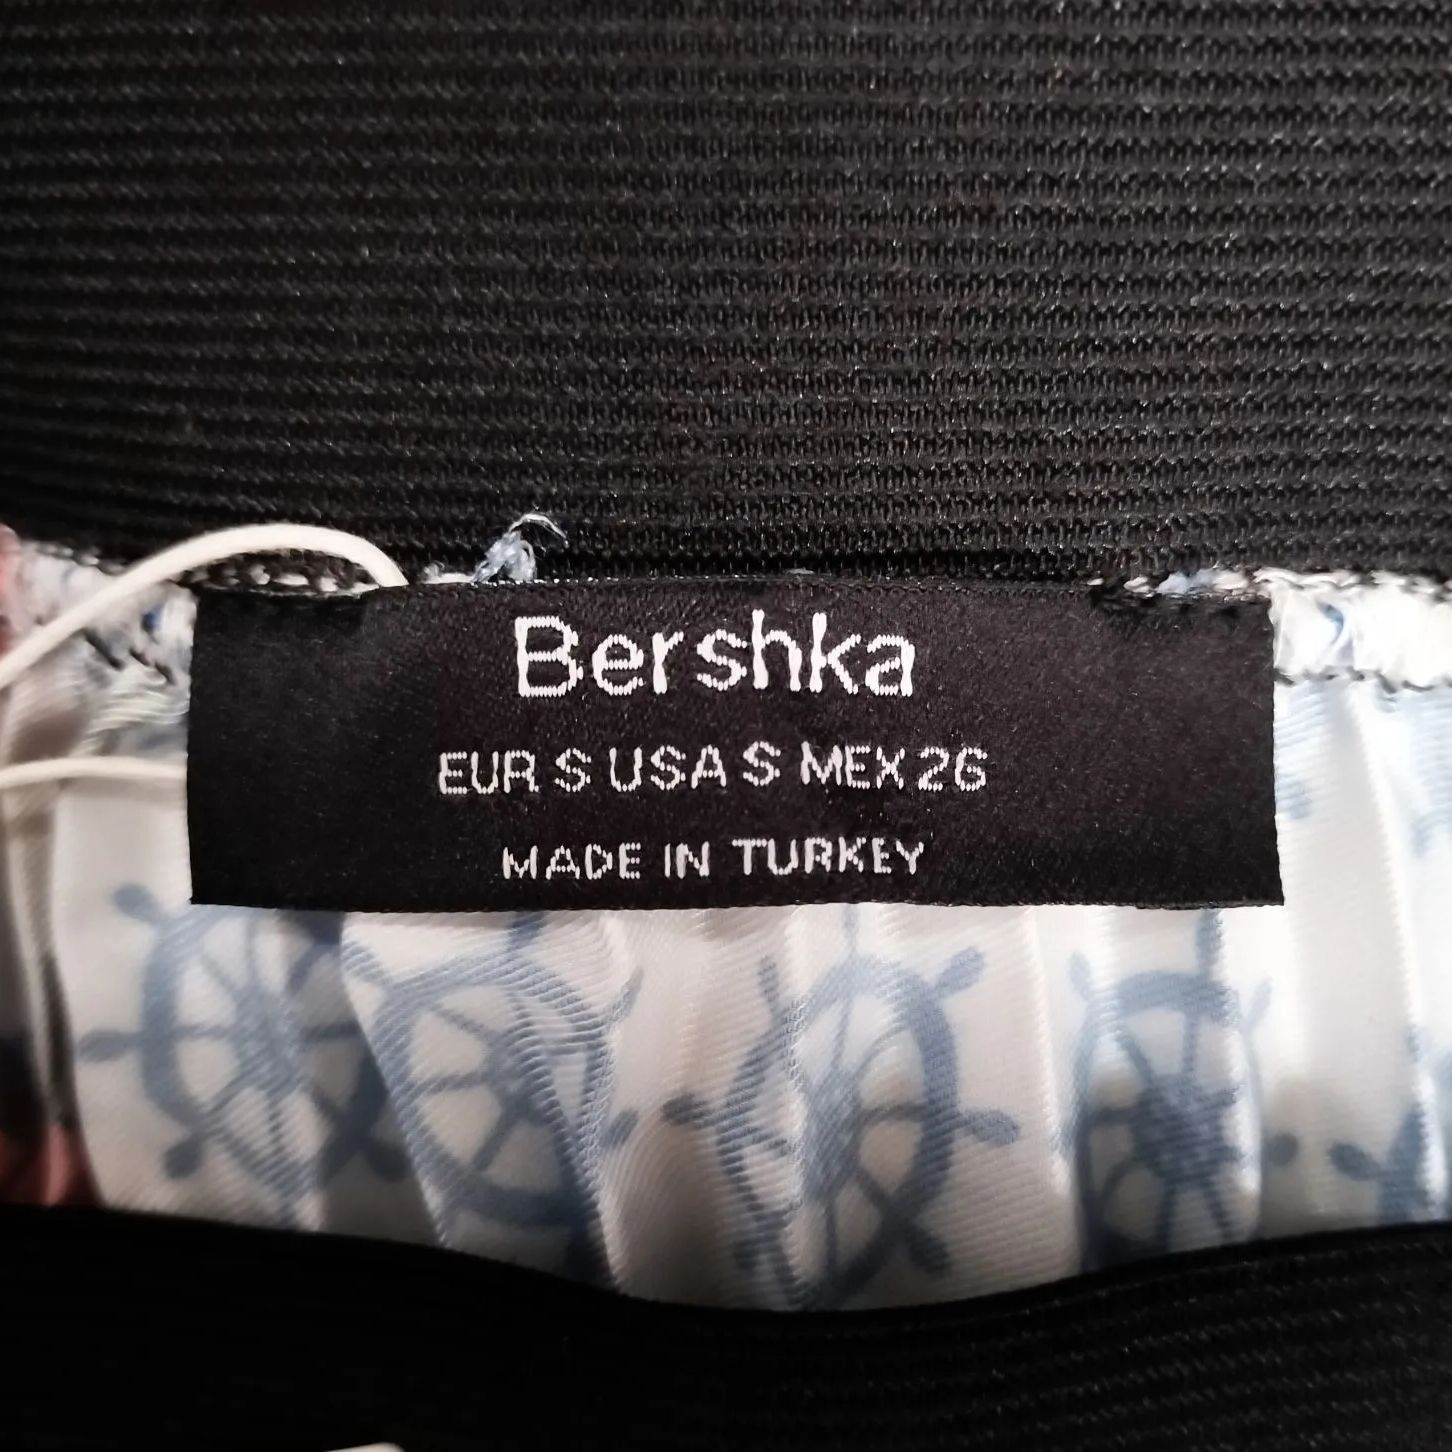 Bershka
EUR S USA S MEX 26
MADE IN TURKEY